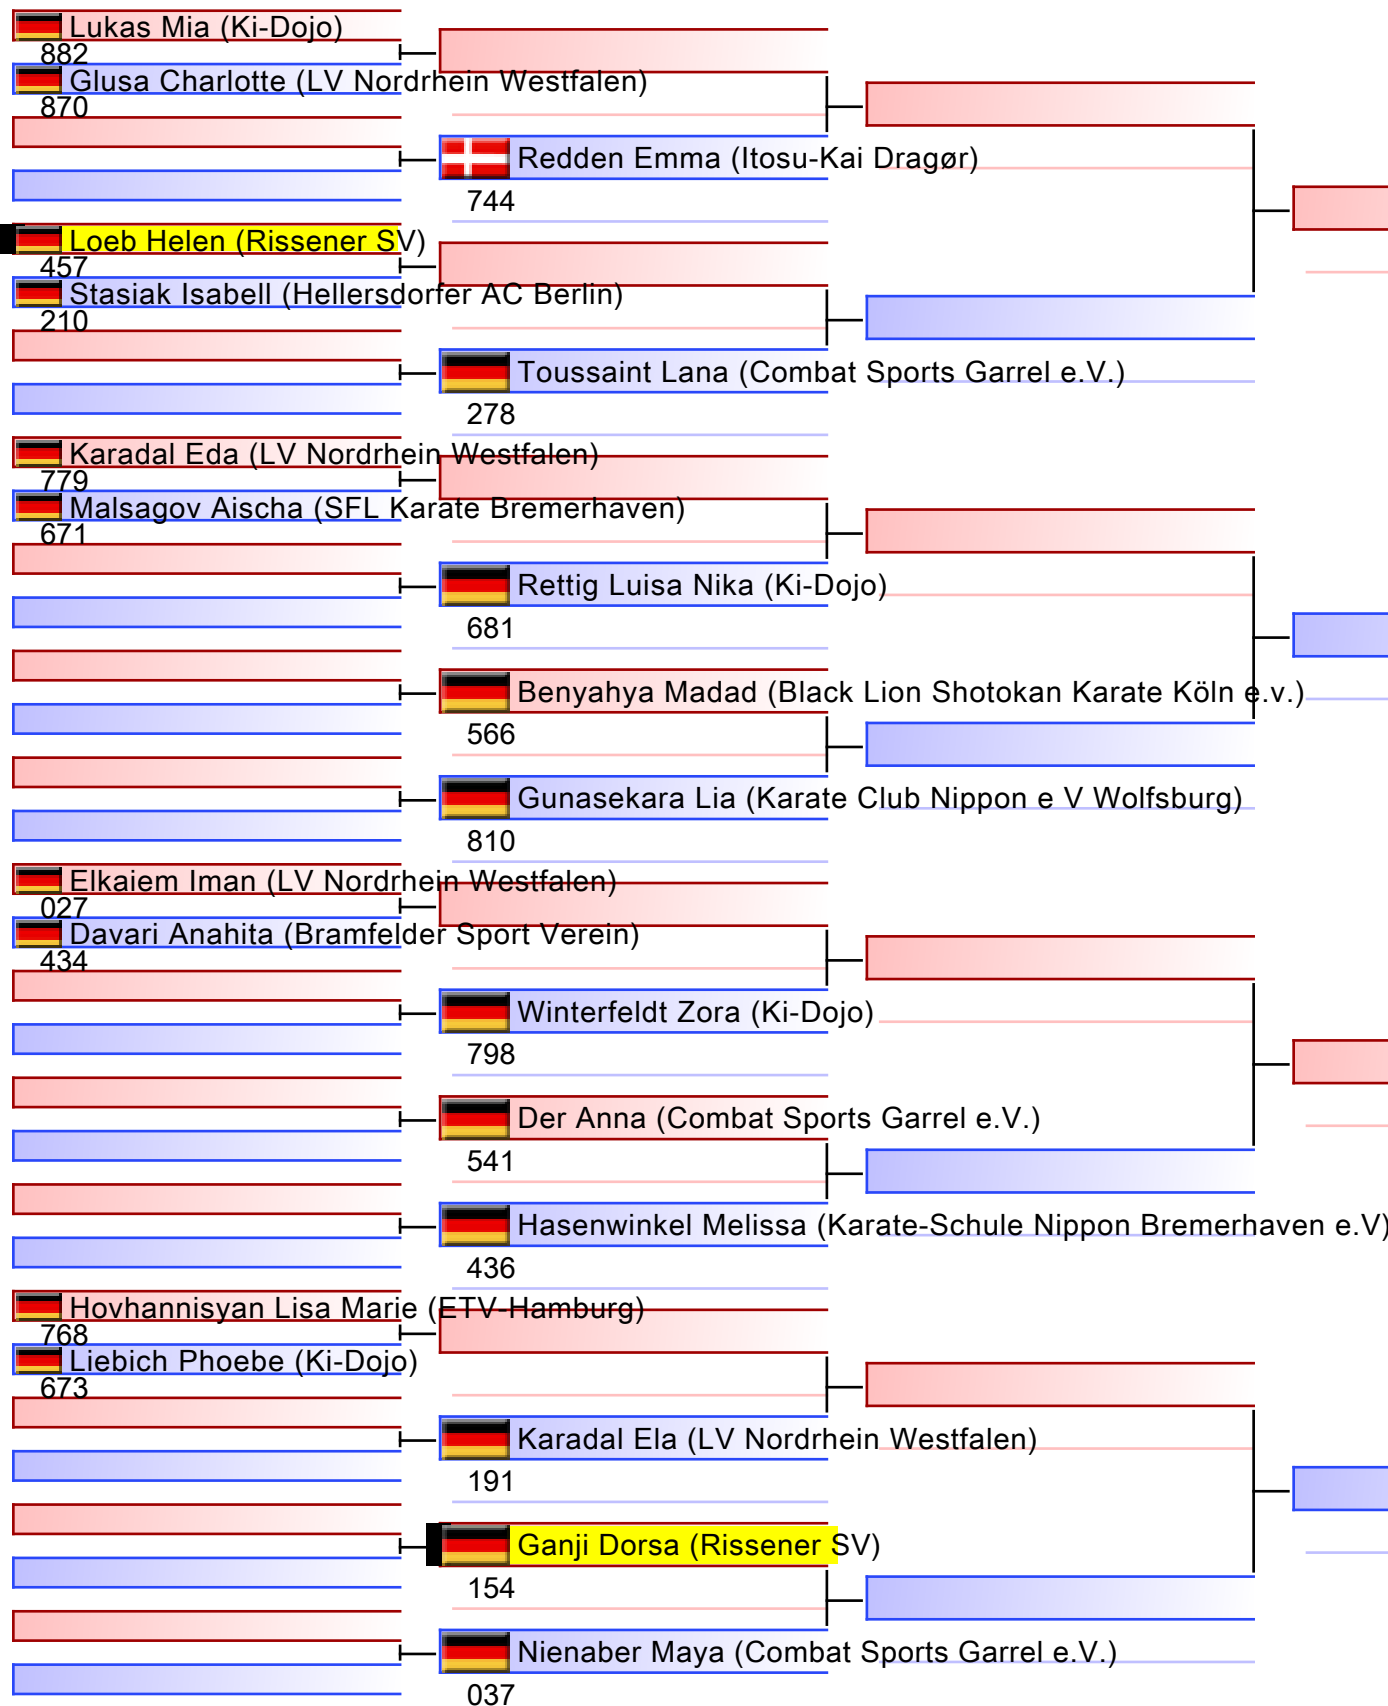 Lukas Mia (Ki-Dojo)
882
Glusa Charlotte (LV Nordrhein Westfalen)
870
Redden Emma (Itosu-Kai Dragør)
744
Loeb Helen (Rissener SV)
457
Stasiak Isabell (Hellersdorfer AC Berlin)
210
Toussaint Lana (Combat Sports Garrel e.V.)
278
Karadal Eda (LV Nordrhein Westfalen)
779
Malsagov Aischa (SFL Karate Bremerhaven)
671
Rettig Luisa Nika (Ki-Dojo)
681
Benyahya Madad (Black Lion Shotokan Karate Köln e.v.)
566
Gunasekara Lia (Karate Club Nippon e V Wolfsburg)
810
Elkaiem Iman (LV Nordrhein Westfalen)
027
Davari Anahita (Bramfelder Sport Verein)
434
Winterfeldt Zora (Ki-Dojo)
798
Der Anna (Combat Sports Garrel e.V.)
541
Hasenwinkel Melissa (Karate-Schule Nippon Bremerhaven e.V)
436
Hovhannisyan Lisa Marie (ETV-Hamburg)
768
Liebich Phoebe (Ki-Dojo)
673
Karadal Ela (LV Nordrhein Westfalen)
191
Ganji Dorsa (Rissener SV)
154
Nienaber Maya (Combat Sports Garrel e.V.)
037